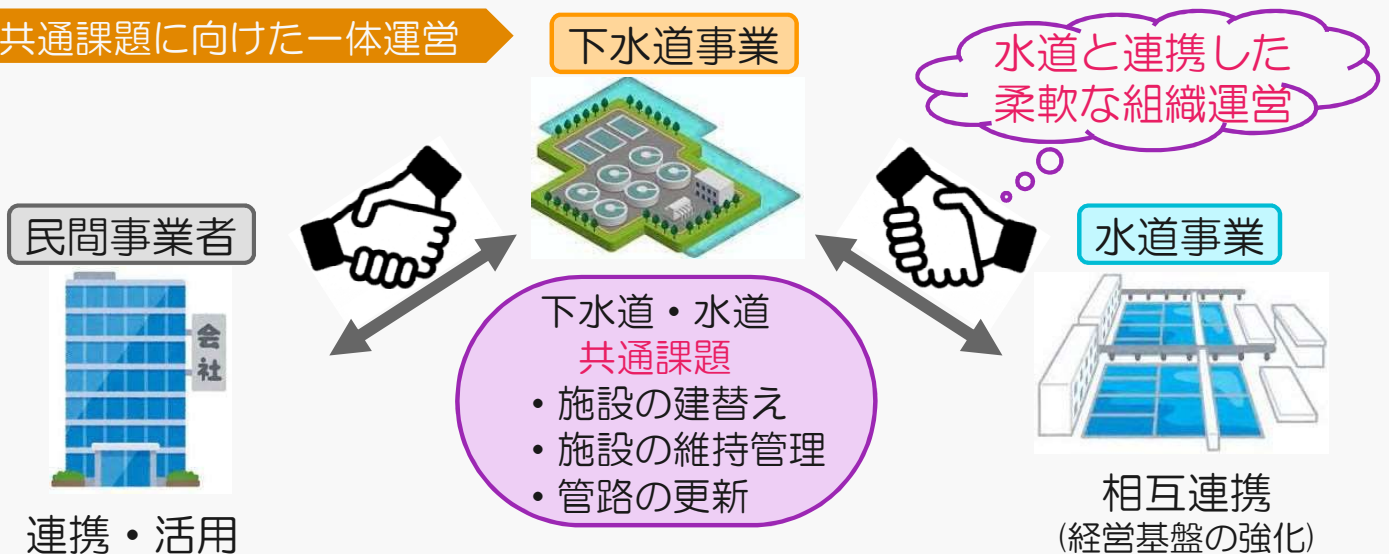 共通課題に向けた一体運営
下水道事業
水道と連携した
柔軟な組織運営
民間事業者
水道事業
会社
下水道・水道
共通課題
・施設の建替え
・施設の維持管理
・管路の更新
連携・活用
相互連携
(経営基盤の強化)